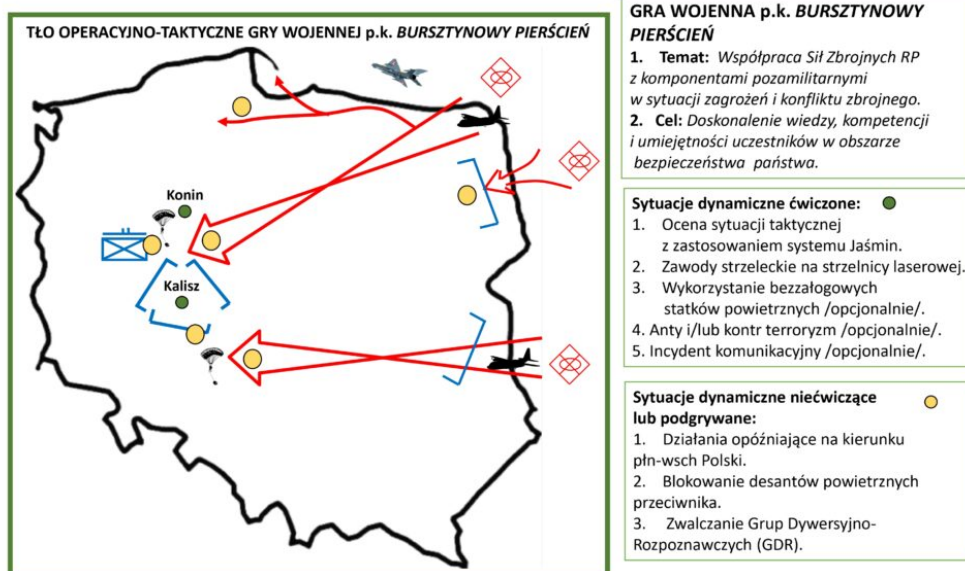 TŁO OPERACYJNO-TAKTYCZNE GRY WOJENNEJ p.k. BURSZTYNOWY PIERŚCIEŃ
Konin
Kalisz
GRA WOJENNA p.k. BURSZTYNOWY
PIERŚCIEŃ
1. Temat: Współpraca Sił Zbrojnych RP
z komponentami pozamilitarnymi
w sytuacji zagrożeń i konfliktu zbrojnego.
2. Cel: Doskonalenie wiedzy, kompetencji
i umiejętności uczestników w obszarze
bezpieczeństwa państwa.
Sytuacje dynamiczne ćwiczone:
1. Ocena sytuacji taktycznej
z zastosowaniem systemu Jaśmin.
2. Zawody strzeleckie na strzelnicy laserowej.
3. Wykorzystanie bezzałogowych
statków powietrznych /opcjonalnie/.
4. Anty i/lub kontr terroryzm /opcjonalnie/.
5. Incydent komunikacyjny /opcjonalnie/.
Sytuacje dynamiczne niećwiczące
lub podgrywane:
1. Działania opóźniające na kierunku
płn-wsch Polski.
2. Blokowanie desantów powietrznych
przeciwnika.
3. Zwalczanie Grup Dywersyjno-
Rozpoznawczych (GDR).